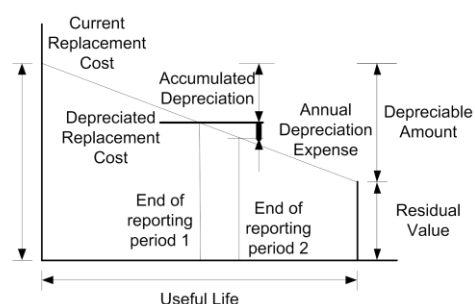 Current
Replacement
Cost
Accumulated
Depreciation
Depreciated
Replacement
Cost
Annual
Depreciation
Expense
Depreciable
Amount
End of
reporting
period 1
End of
reporting
period 2
Residual
Value
Useful Life